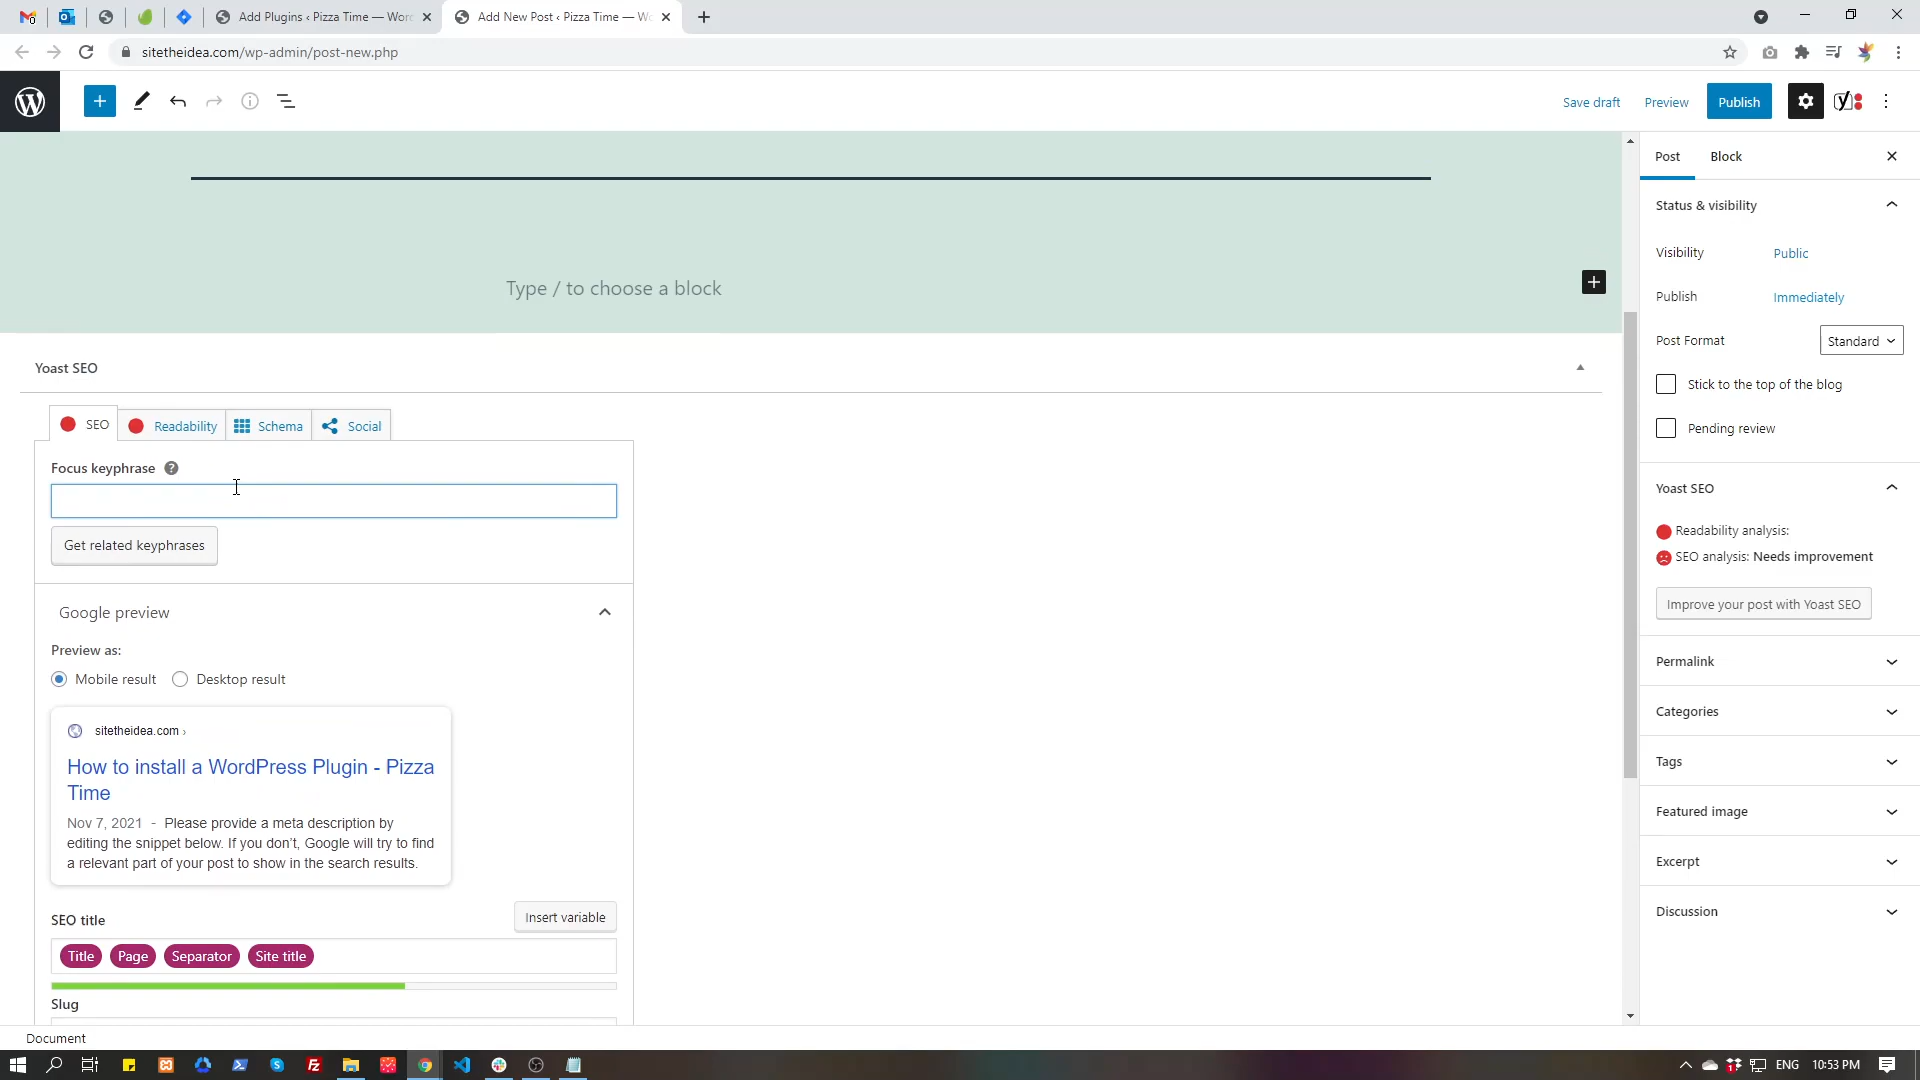 Add Plugins ‹ Pizza Time — Worc
Add New Post ‹ Pizza Time — Wc
sitetheidea.com/wp-admin/post-new.php
Save draft
Preview
Publish
Post
Block
Status & visibility
Visibility
Public
Publish
Immediately
Post Format
Standard
Stick to the top of the blog
Pending review
Type / to choose a block
Yoast SEO
SEO
Readability
Schema
Social
Focus keyphrase
Get related keyphrases
Google preview
Preview as:
Mobile result
Desktop result
sitetheidea.com ›
How to install a WordPress Plugin - Pizza
Time
Nov 7, 2021 - Please provide a meta description by
editing the snippet below. If you don't, Google will try to find
a relevant part of your post to show in the search results.
SEO title
Insert variable
Title
Page
Separator
Site title
Slug
Yoast SEO
Readability analysis:
SEO analysis: Needs improvement
Improve your post with Yoast SEO
Permalink
Categories
Tags
Featured image
Excerpt
Discussion
Document
ENG
10:53 PM